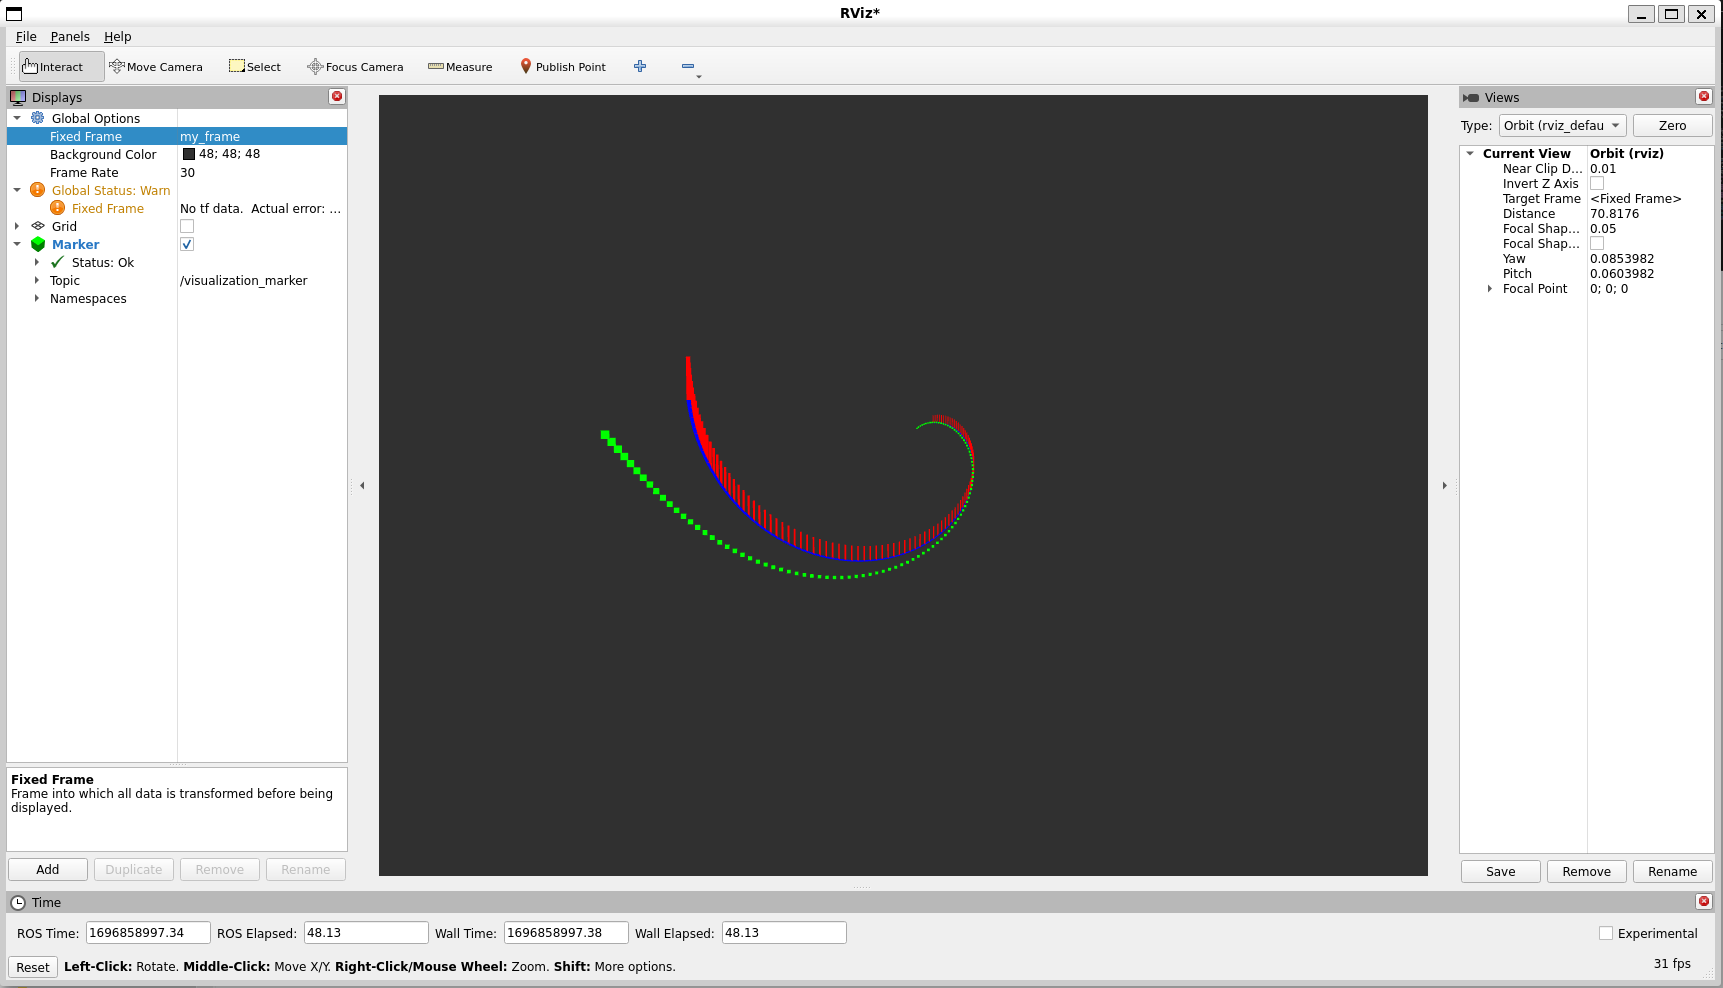 RViz*
File Panels Help
Interact Move Camera Select Focus Camera Measure Publish Point
Displays
Global Options
Fixed Frame my_frame
Background Color 48; 48; 48
Frame Rate 30
Global Status: Warn
Fixed Frame No tf data. Actual error: ...
Grid
Marker
Status: Ok
Topic /visualization_marker
Namespaces
Fixed Frame
Frame into which all data is transformed before being
displayed.
Add Duplicate Remove Rename
Views
Type: Orbit (rviz_defau Zero
Current View Orbit (rviz)
Near Clip D... 0.01
Invert Z Axis
Target Frame <Fixed Frame>
Distance 70.8176
Focal Shap... 0.05
Focal Shap...
Yaw 0.0853982
Pitch 0.0603982
Focal Point 0; 0; 0
Save Remove Rename
Time
ROS Time: 1696858997.34 ROS Elapsed: 48.13 Wall Time: 1696858997.38 Wall Elapsed: 48.13 Experimental
Reset Left-Click: Rotate. Middle-Click: Move X/Y. Right-Click/Mouse Wheel: Zoom. Shift: More options. 31 fps